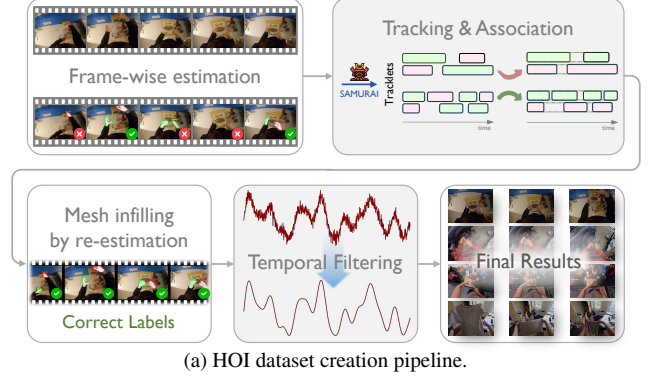 Frame-wise estimation
Tracking & Association
SAMURAI
Tracklets
time
time
Mesh infilling
by re-estimation
Correct Labels
Temporal Filtering
Final Results
(a) HOI dataset creation pipeline.